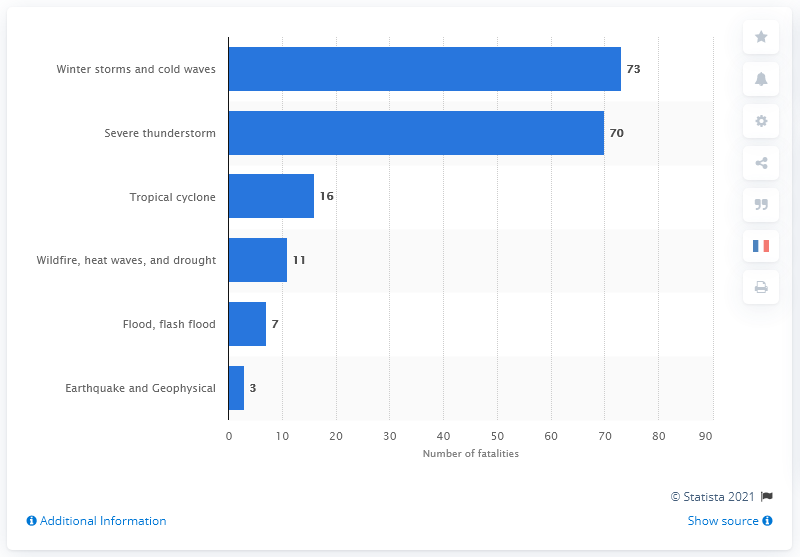 Winter storms and cold waves 73
Severe thunderstorm 70
Tropical cyclone 16
Wildfire, heat waves, and drought 11
Flood, flash flood 7
Earthquake and Geophysical 3
0 10 20 30 40 50 60 70 80 90
Number of fatalities
© Statista 2021
Additional Information
Show source